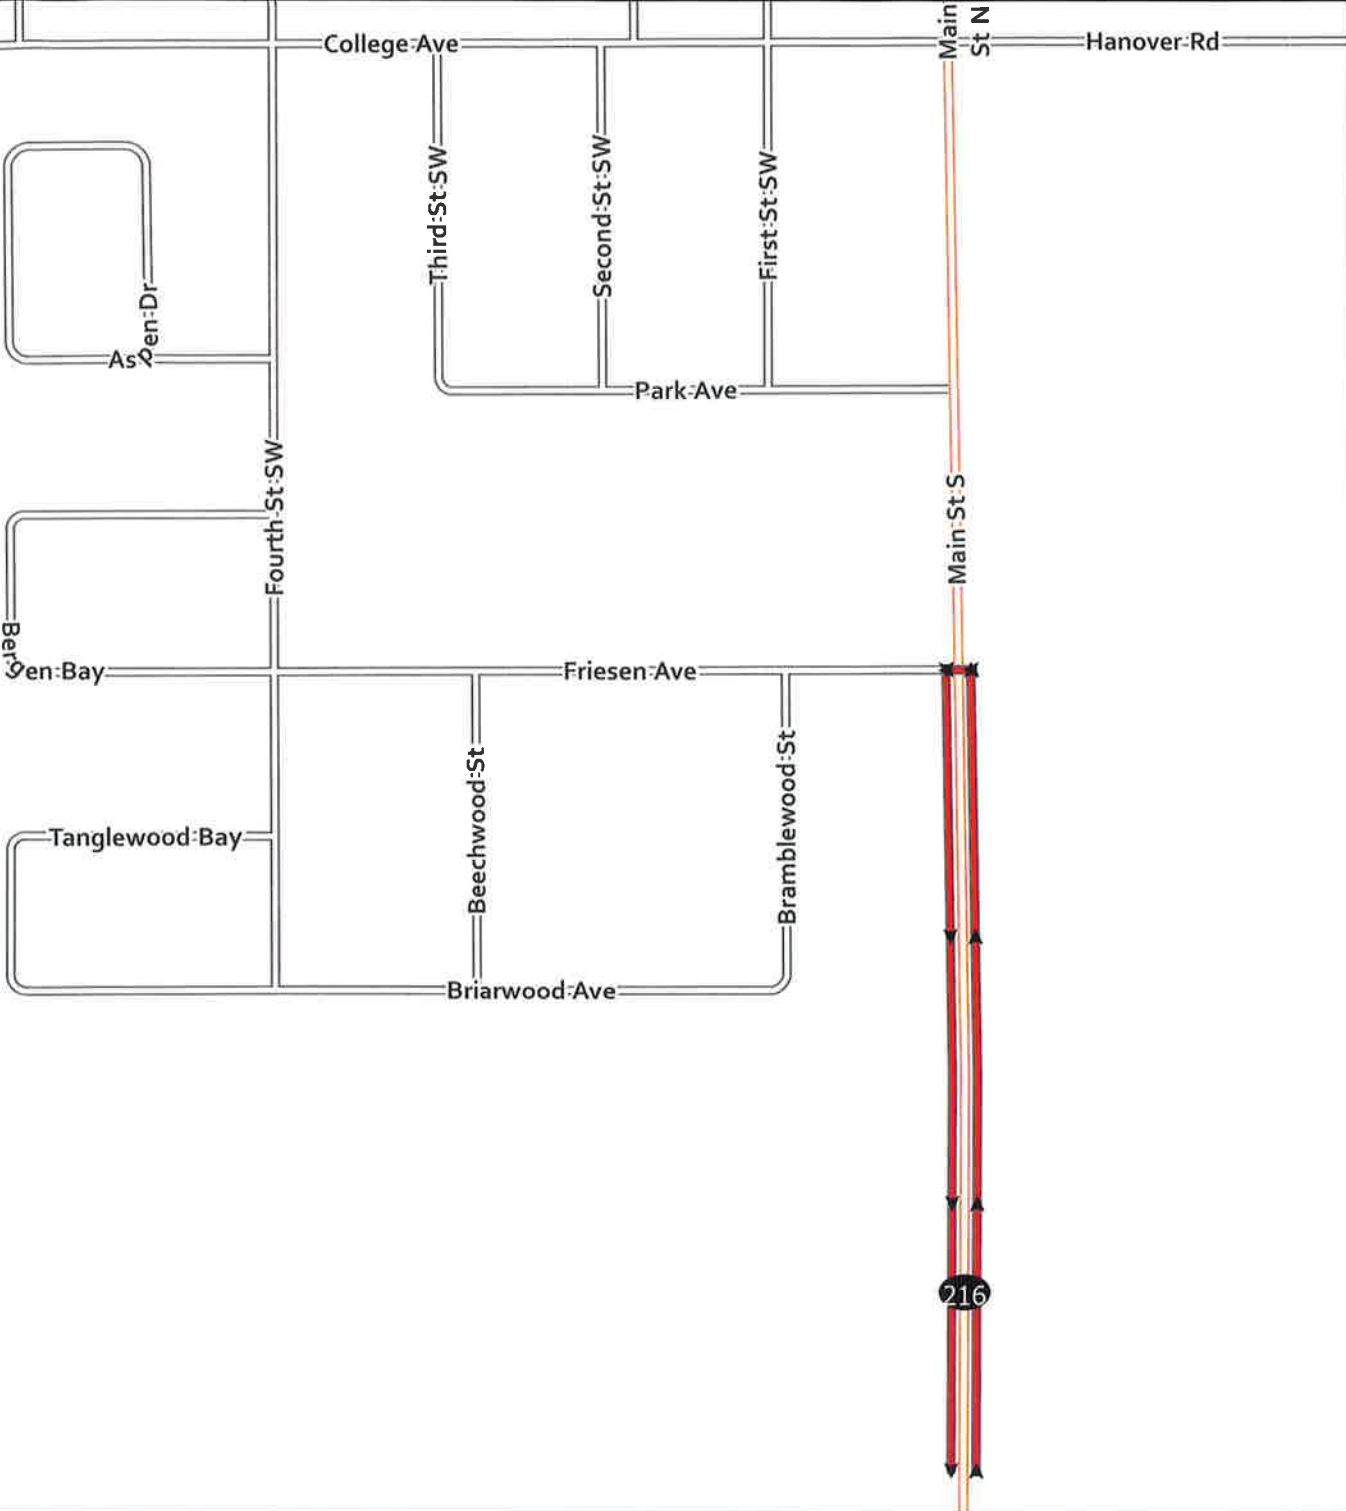 Main
St N
College Ave
Hanover Rd
Third St SW
Second St SW
First St SW
Aspen Dr
Park Ave
Fourth St SW
Main St S
Bergen Bay
Friesen Ave
Beechwood St
Bramblewood St
Tanglewood Bay
Briarwood Ave
216